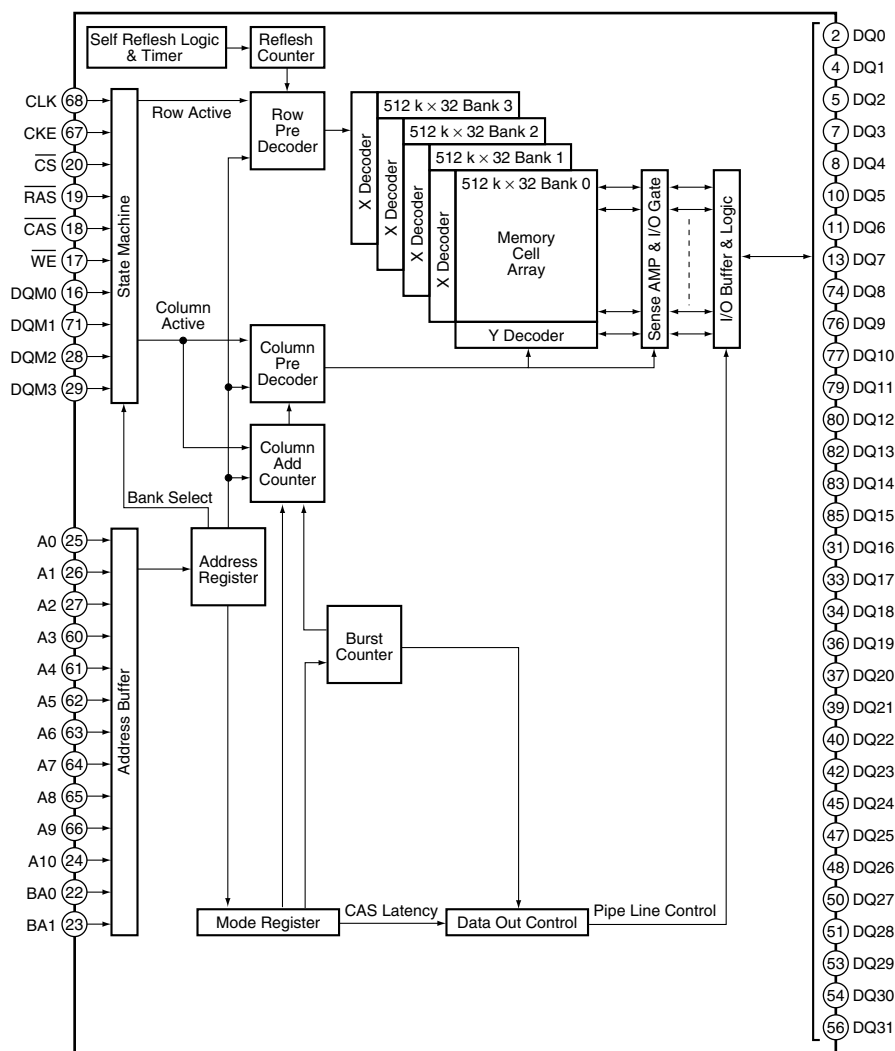 Self Reflesh Logic
& Timer
Reflesh
Counter
CLK 68
CKE 67
CS 20
RAS 19
CAS 18
WE 17
DQM0 16
DQM1 71
DQM2 28
DQM3 29
State Machine
Row Active
Row
Pre
Decoder
Column
Active
Column
Pre
Decoder
Column
Add
Counter
Bank Select
X Decoder
512 k × 32 Bank 3
X Decoder
512 k × 32 Bank 2
X Decoder
512 k × 32 Bank 1
X Decoder
512 k × 32 Bank 0
Memory
Cell
Array
Y Decoder
Sense AMP & I/O Gate
I/O Buffer & Logic
A0 25
A1 26
A2 27
A3 60
A4 61
A5 62
A6 63
A7 64
A8 65
A9 66
A10 24
BA0 22
BA1 23
Address Buffer
Address
Register
Burst
Counter
Mode Register
CAS Latency
Data Out Control
Pipe Line Control
2 DQ0
4 DQ1
5 DQ2
7 DQ3
8 DQ4
10 DQ5
11 DQ6
13 DQ7
74 DQ8
76 DQ9
77 DQ10
79 DQ11
80 DQ12
82 DQ13
83 DQ14
85 DQ15
31 DQ16
33 DQ17
34 DQ18
36 DQ19
37 DQ20
39 DQ21
40 DQ22
42 DQ23
45 DQ24
47 DQ25
48 DQ26
50 DQ27
51 DQ28
53 DQ29
54 DQ30
56 DQ31